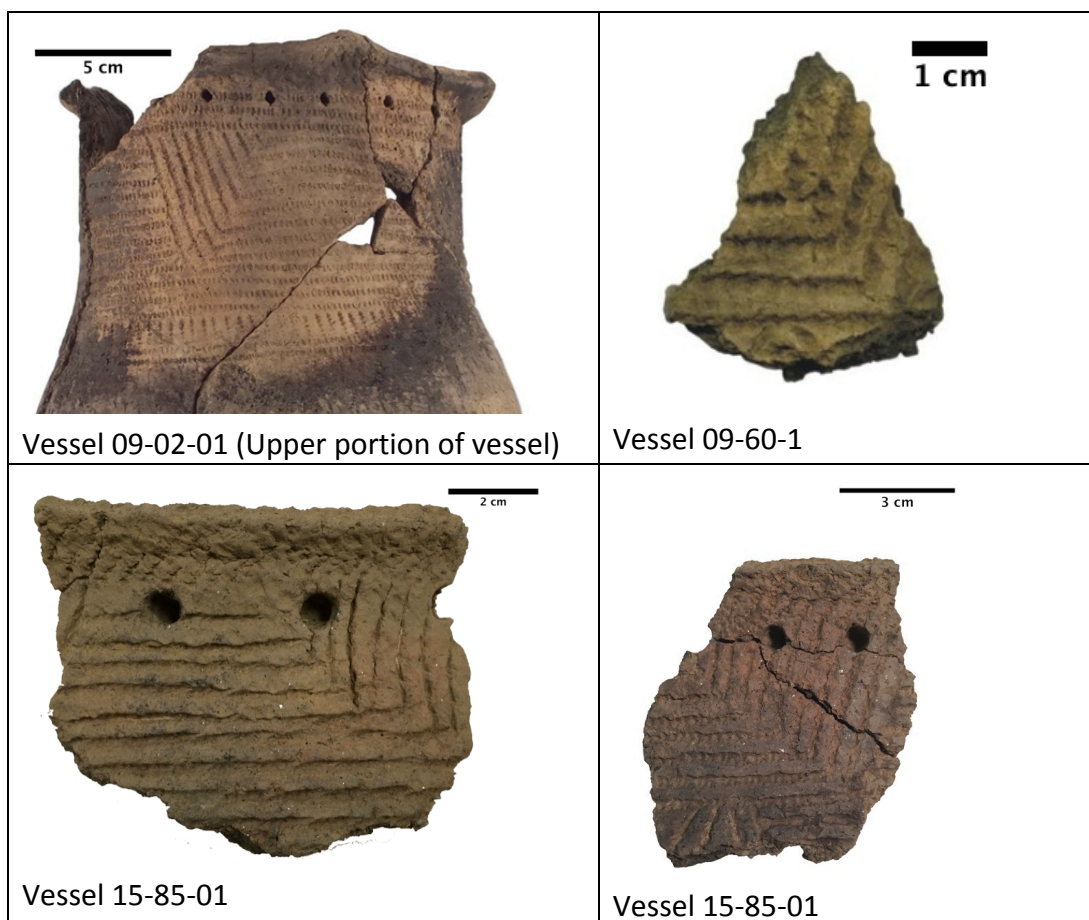 5 cm
Vessel 09-02-01 (Upper portion of vessel)
1 cm
Vessel 09-60-1
2 cm
Vessel 15-85-01
3 cm
Vessel 15-85-01